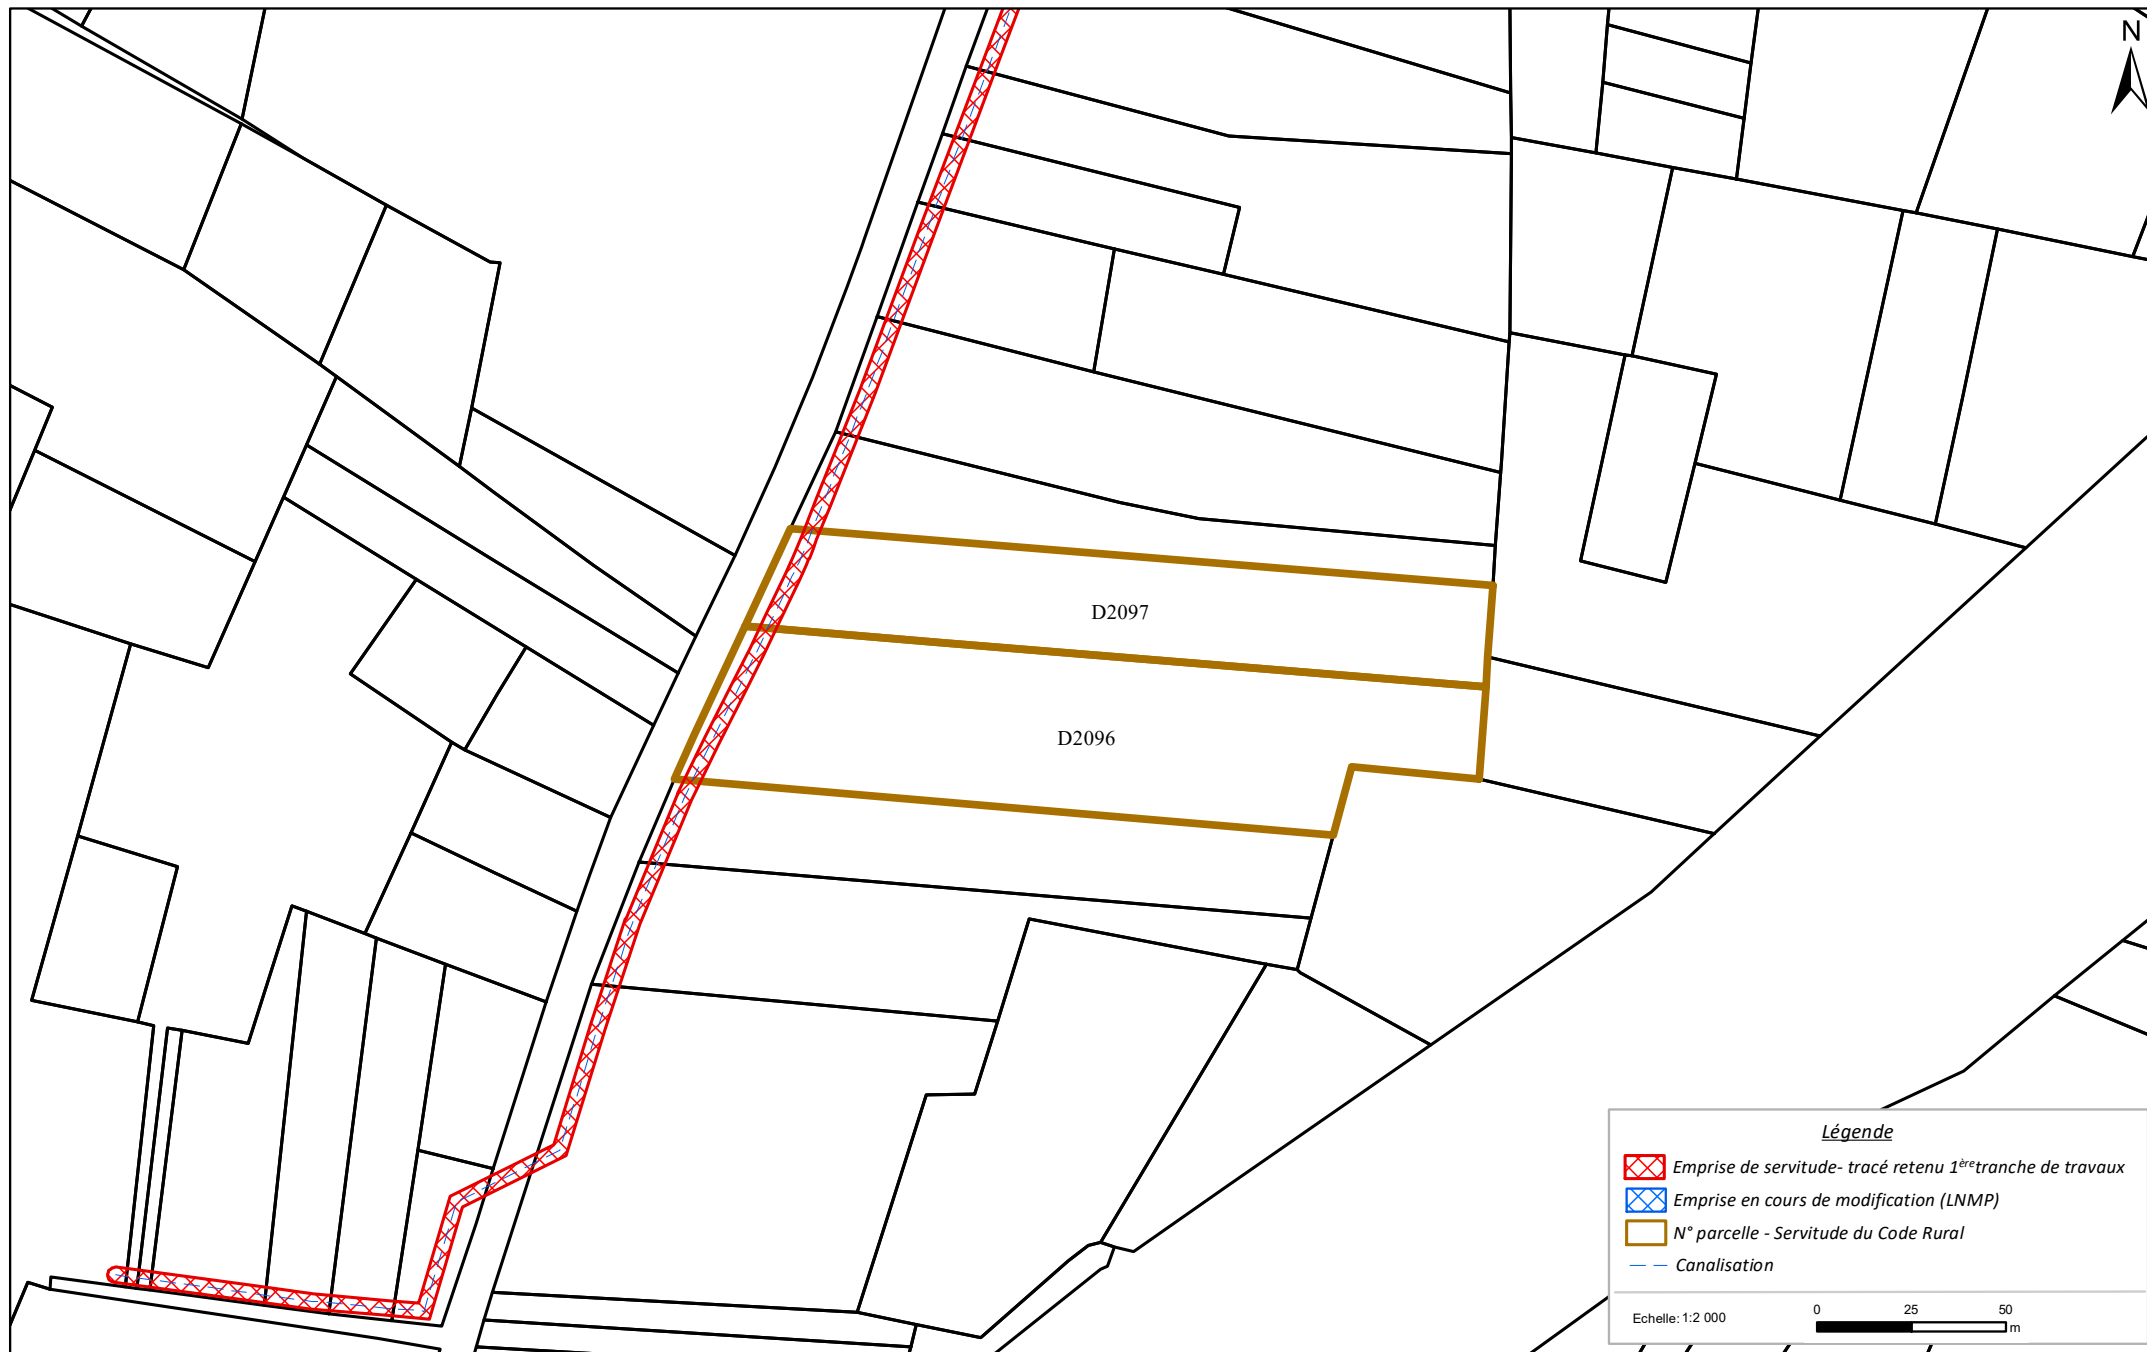 N
D2097
D2096
Légende
Emprise de servitude- tracé retenu 1ère tranche de travaux
Emprise en cours de modification (LNMP)
N° parcelle - Servitude du Code Rural
Canalisation
Echelle: 1:2 000
0 25 50
m